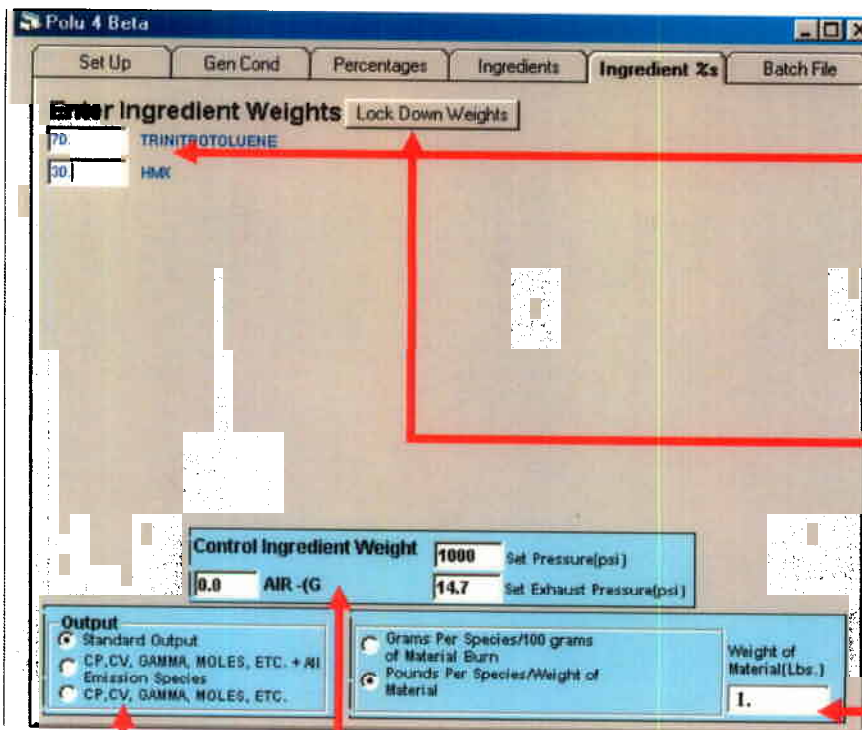 Polu 4 Beta
Set Up Gen Cond Percentages Ingredients Ingredient %s Batch File
Enter Ingredient Weights Lock Down Weights
70. TRINITROTOLUENE
30. HMX
Control Ingredient Weight 1000 Set Pressure(psi)
0.0 AIR -(G 14.7 Set Exhaust Pressure(psi)
Output
Standard Output
CP,CV, GAMMA, MOLES, ETC. + All
Emission Species
CP,CV, GAMMA, MOLES, ETC.
Grams Per Species/100 grams
of Material Burn
Pounds Per Species/Weight of
Material
Weight of
Material(Lbs.)
1.